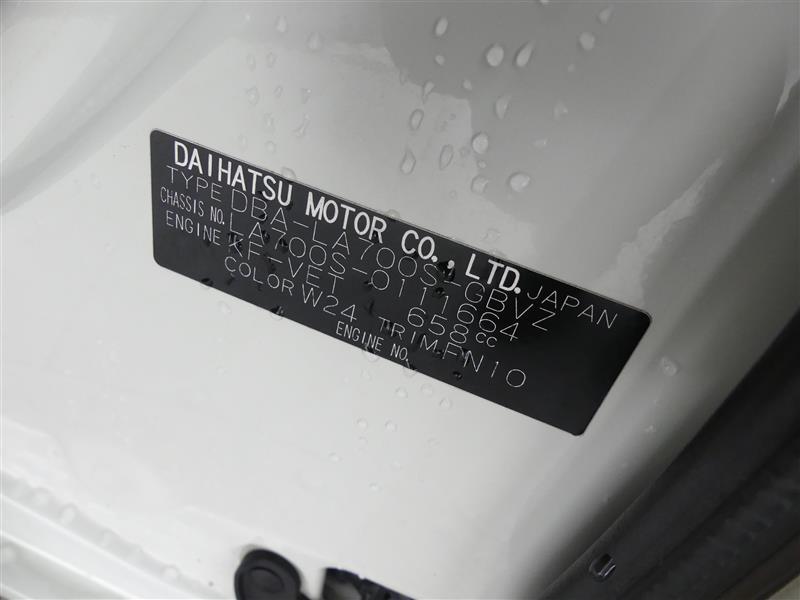 DAIHATSU MOTOR CO., LTD. JAPAN
TYPE DBA-LA700S-GBVZ
CHASSIS NO. LA700S-0111664
ENGINE KF-VET 658cc
COLOR W24 TRIM FN10
ENGINE NO.